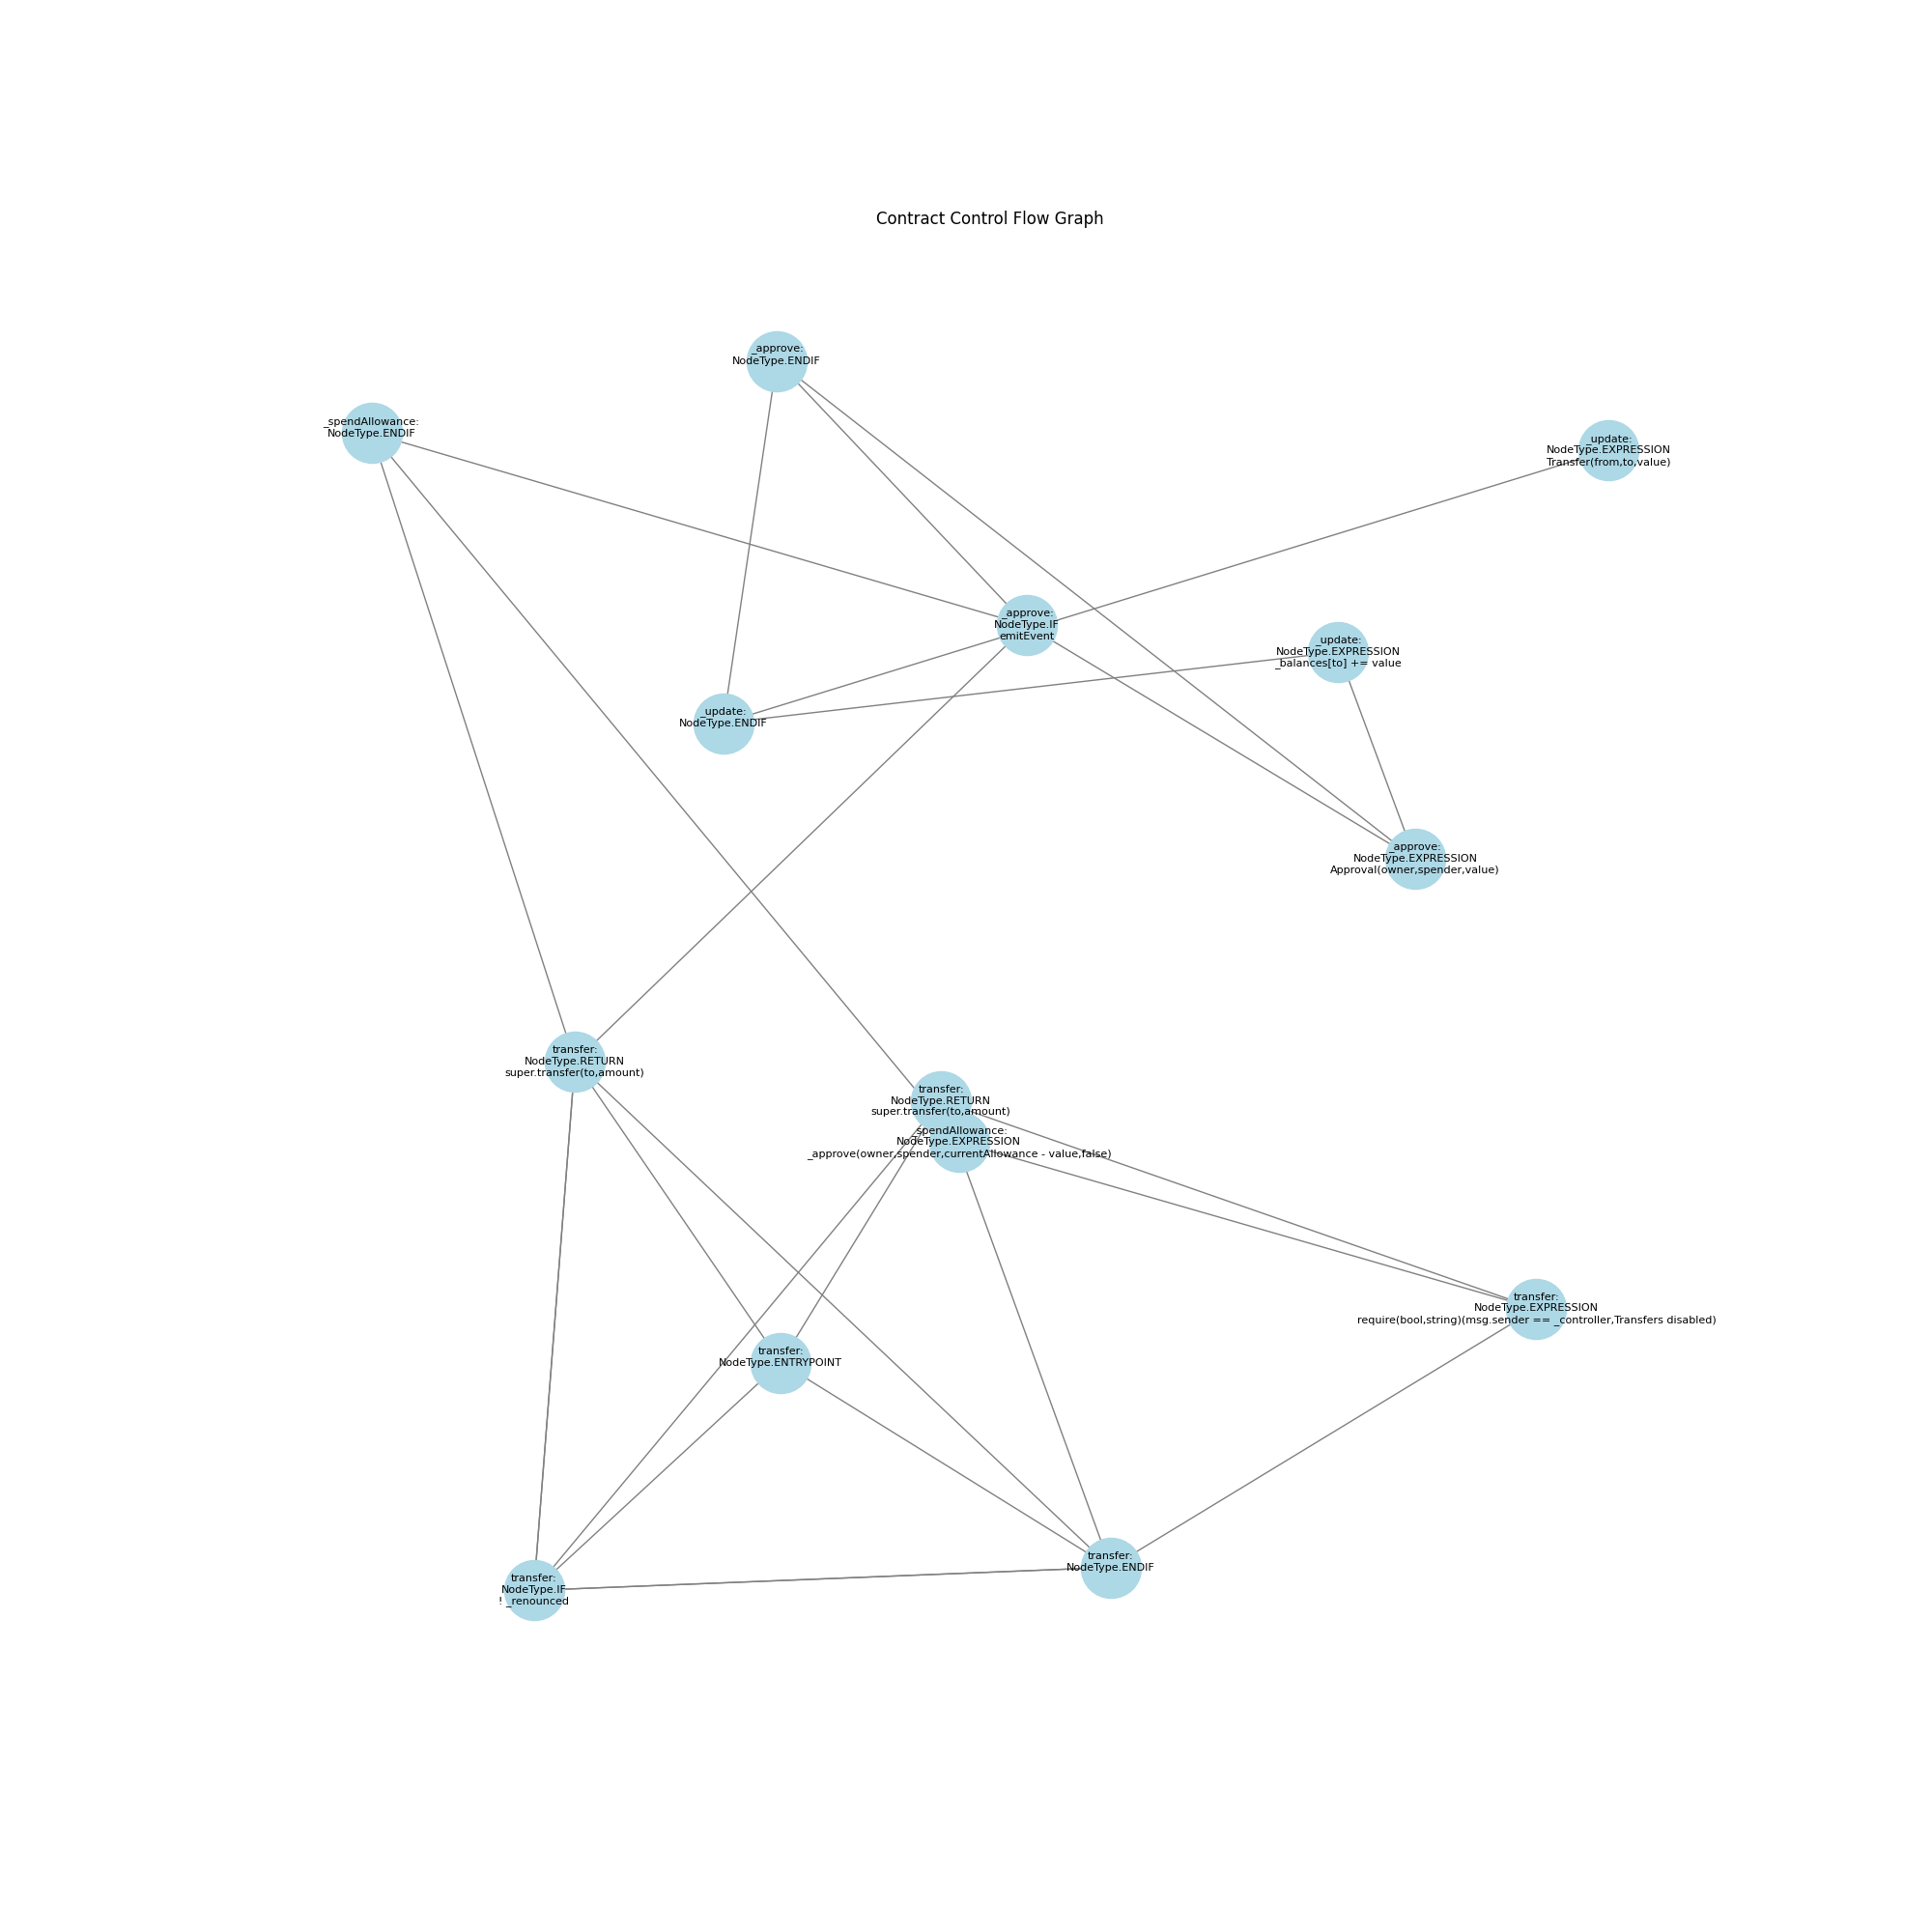 Contract Control Flow Graph
_approve:
NodeType.ENDIF
_spendAllowance:
NodeType.ENDIF
_update:
NodeType.EXPRESSION
Transfer(from,to,value)
_approve:
NodeType.IF
emitEvent
_update:
NodeType.EXPRESSION
_balances[to] += value
_update:
NodeType.ENDIF
_approve:
NodeType.EXPRESSION
Approval(owner,spender,value)
transfer:
NodeType.RETURN
super.transfer(to,amount)
transfer:
NodeType.RETURN
super.transfer(to,amount)
_spendAllowance:
NodeType.EXPRESSION
_approve(owner,spender,currentAllowance - value,false)
transfer:
NodeType.EXPRESSION
require(bool,string)(msg.sender == _controller,Transfers disabled)
transfer:
NodeType.ENTRYPOINT
transfer:
NodeType.ENDIF
transfer:
NodeType.IF
! _renounced